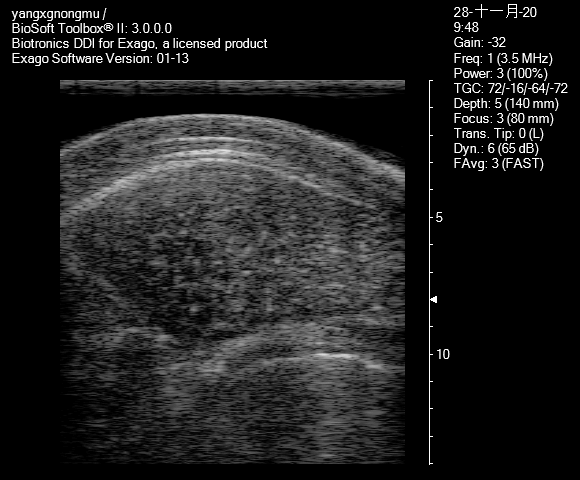 yangxgnongmu /
BioSoft Toolbox® II: 3.0.0.0
Biotronics DDI for Exago, a licensed product
Exago Software Version: 01-13
28-十一月-20
9:48
Gain: -32
Freq: 1 (3.5 MHz)
Power: 3 (100%)
TGC: 72/-16/-64/-72
Depth: 5 (140 mm)
Focus: 3 (80 mm)
Trans. Tip: 0 (L)
Dyn.: 6 (65 dB)
FAvg: 3 (FAST)
5
10